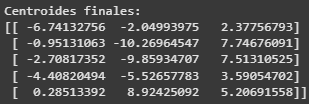 Centroides finales:
[[ -6.74132756  -2.04993975   2.37756793]
 [ -0.95131063 -10.26964547   7.74676091]
 [ -2.70817352  -9.85934707   7.51310525]
 [ -4.40820494  -5.52657783   3.59054702]
 [  0.28513392   8.92425092   5.20691558]]